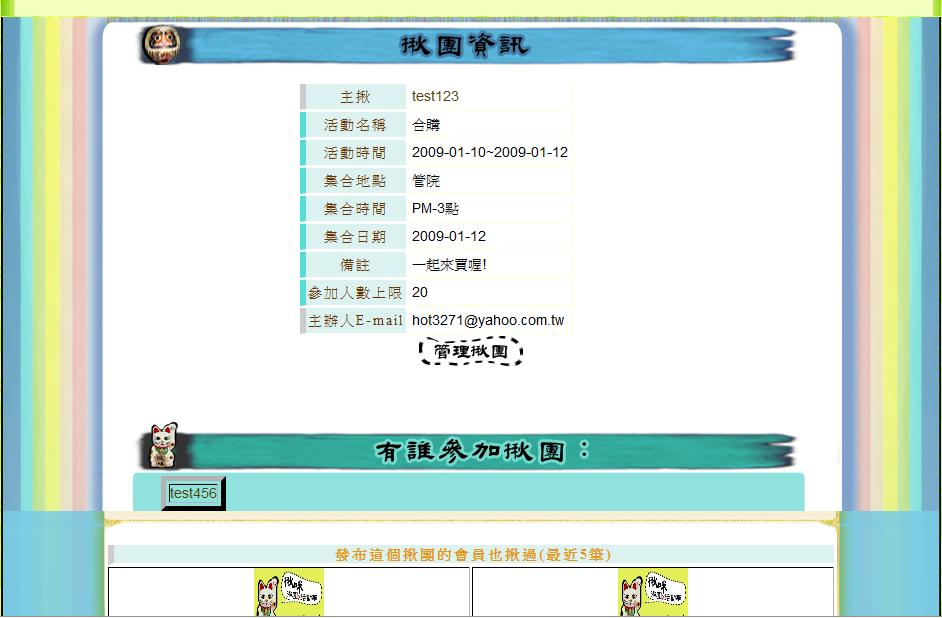 揪團資訊
主揪 test123
活動名稱 合購
活動時間 2009-01-10~2009-01-12
集合地點 管院
集合時間 PM-3點
集合日期 2009-01-12
備註 一起來買喔!
參加人數上限 20
主辦人E-mail hot3271@yahoo.com.tw
管理揪團
有誰參加揪團：
test456
發布這個揪團的會員也揪過(最近5筆)